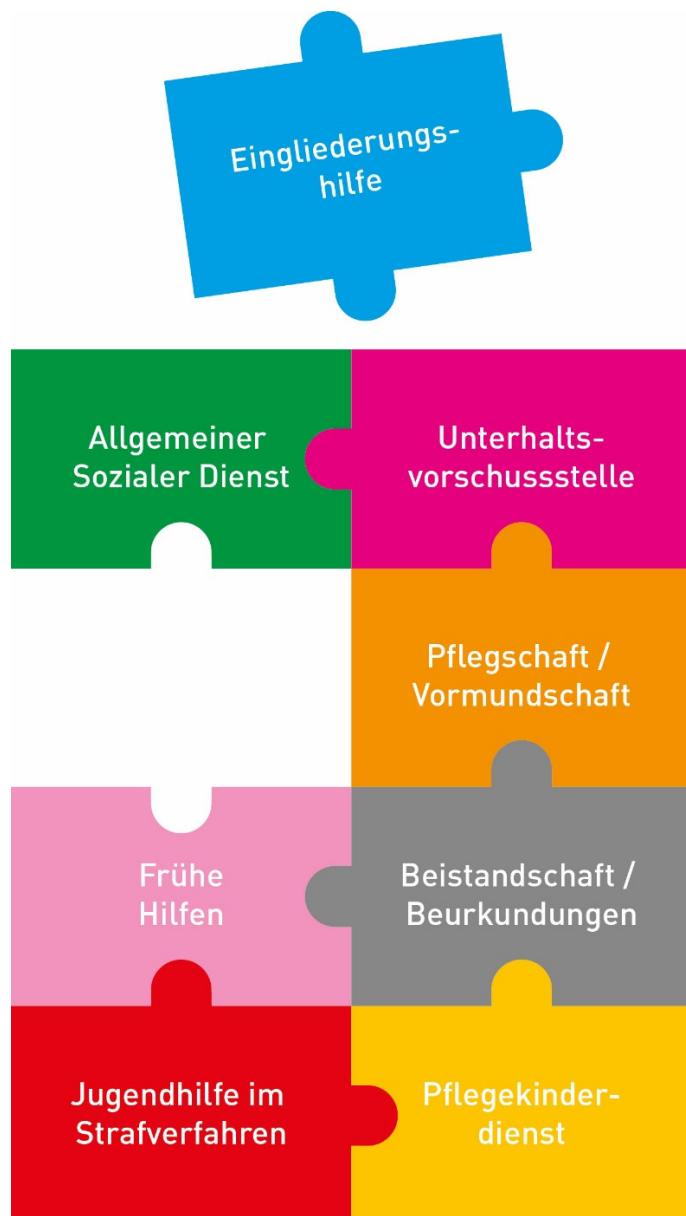 Eingliederungs-
hilfe
Allgemeiner
Sozialer Dienst
Unterhalts-
vorschussstelle
Pflegschaft /
Vormundschaft
Frühe
Hilfen
Beistandschaft /
Beurkundungen
Jugendhilfe im
Strafverfahren
Pflegekinder-
dienst